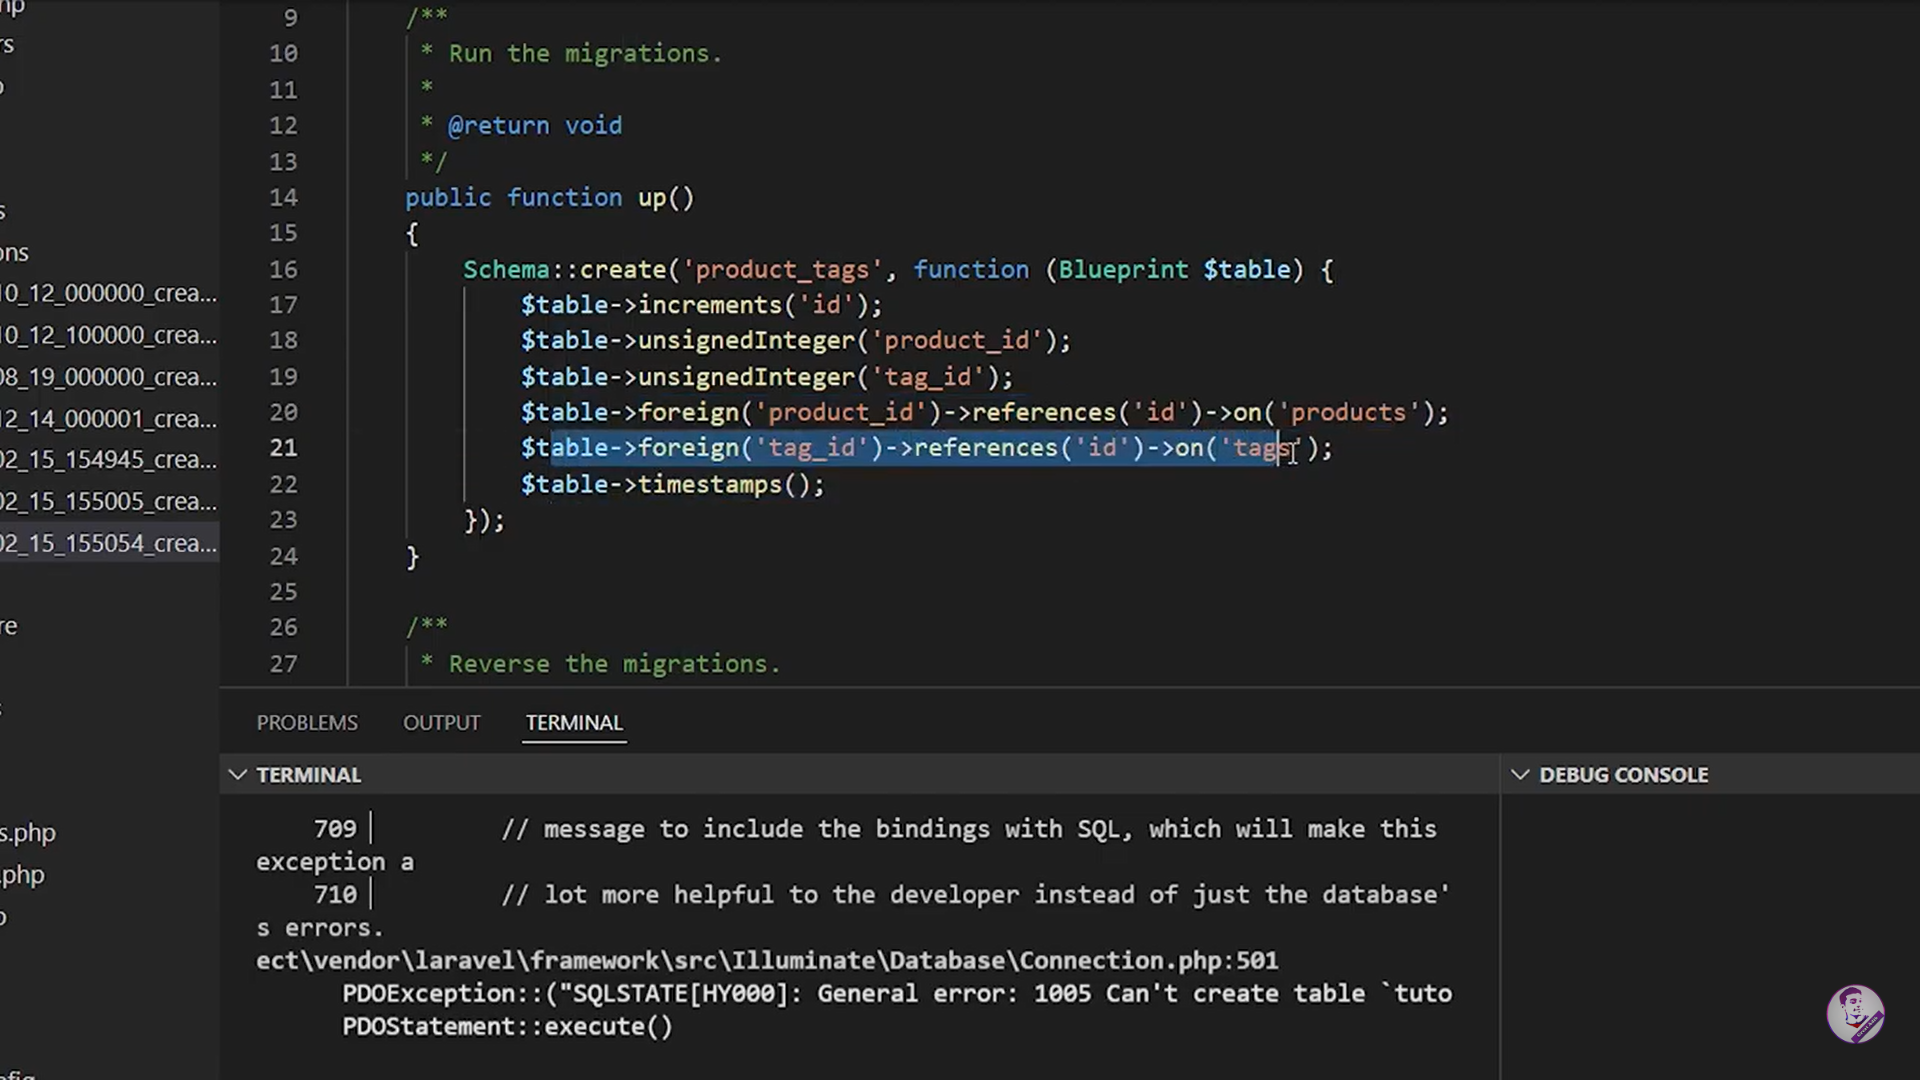 np
rs
s
ons
10_12_000000_crea...
10_12_100000_crea...
08_19_000000_crea...
12_14_000001_crea...
02_15_154945_crea...
02_15_155005_crea...
02_15_155054_crea...
re
s.php
.php
9 /**
10 * Run the migrations.
11 *
12 * @return void
13 */
14 public function up()
15 {
16 Schema::create('product_tags', function (Blueprint $table) {
17 $table->increments('id');
18 $table->unsignedInteger('product_id');
19 $table->unsignedInteger('tag_id');
20 $table->foreign('product_id')->references('id')->on('products');
21 $table->foreign('tag_id')->references('id')->on('tags');
22 $table->timestamps();
23 });
24 }
25
26 /**
27 * Reverse the migrations.
PROBLEMS OUTPUT TERMINAL
TERMINAL
709| // message to include the bindings with SQL, which will make this
exception a
710| // lot more helpful to the developer instead of just the database'
s errors.
ect\vendor\laravel\framework\src\Illuminate\Database\Connection.php:501
PDOException::("SQLSTATE[HY000]: General error: 1005 Can't create table `tuto
PDOStatement::execute()
DEBUG CONSOLE